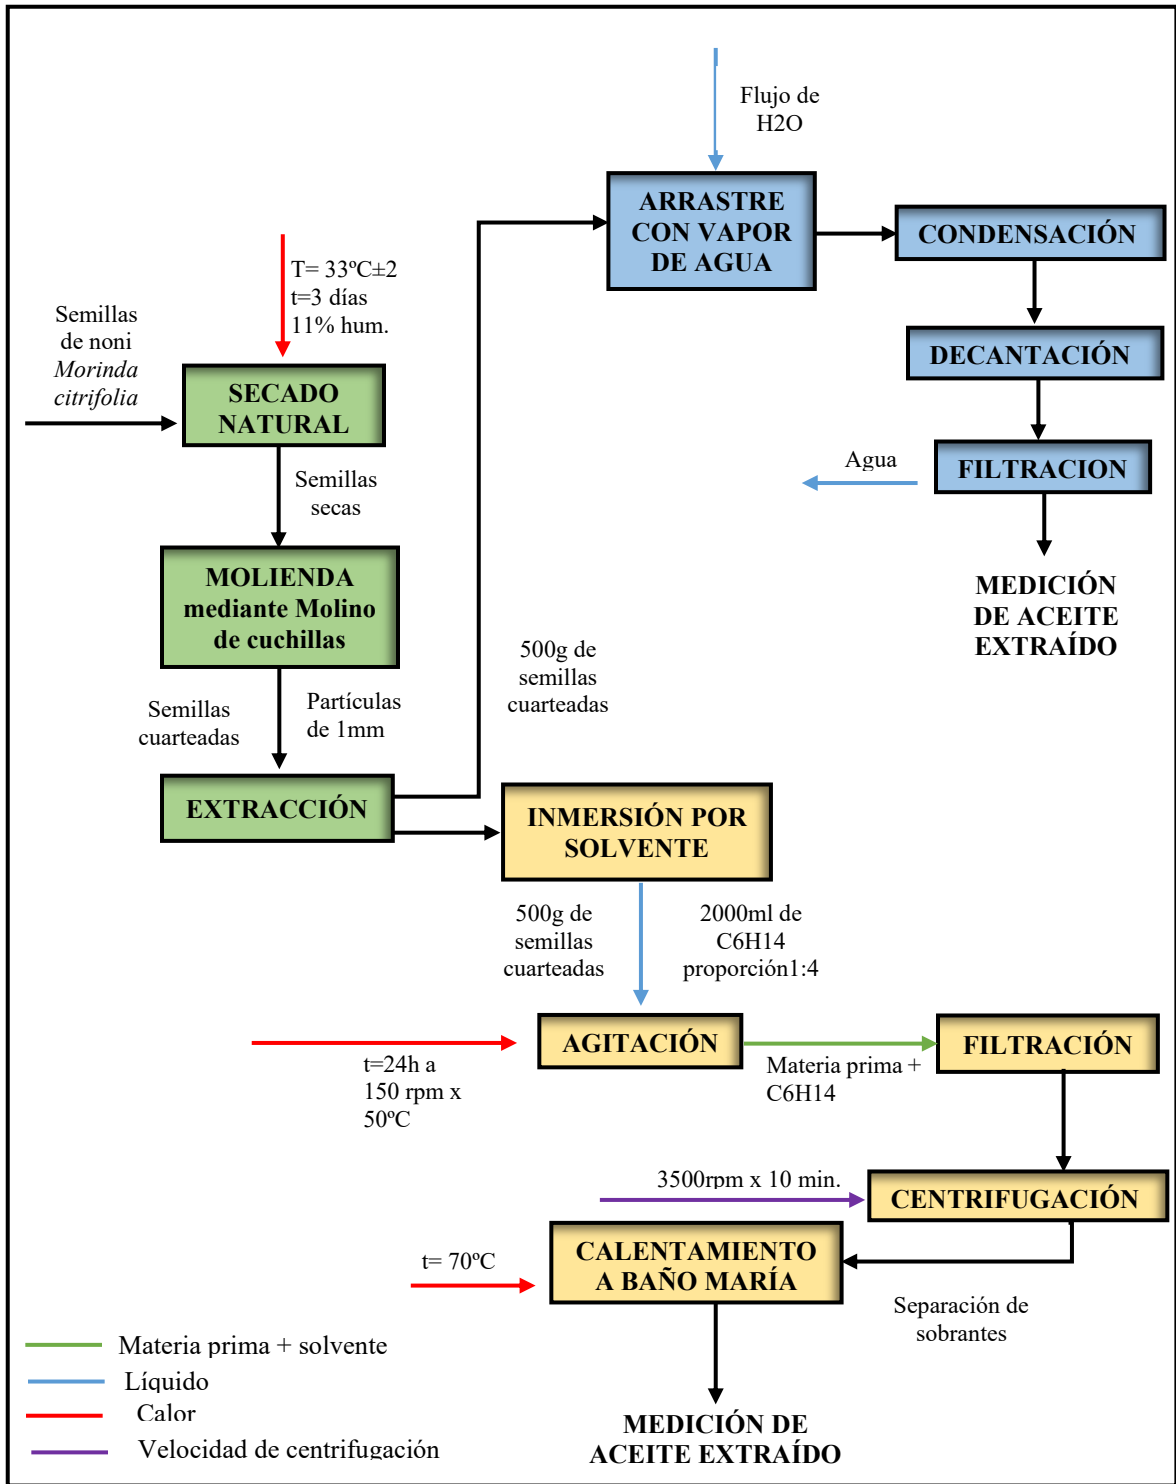 Flujo de
H2O
ARRASTRE
CON VAPOR
DE AGUA
CONDENSACIÓN
DECANTACIÓN
FILTRACION
Agua
MEDICIÓN
DE ACEITE
EXTRAÍDO
T= 33ºC±2
t=3 días
11% hum.
Semillas
de noni
Morinda
citrifolia
SECADO
NATURAL
Semillas
secas
MOLIENDA
mediante Molino
de cuchillas
Semillas
cuarteadas
Partículas
de 1mm
EXTRACCIÓN
500g de
semillas
cuarteadas
INMERSIÓN POR
SOLVENTE
500g de
semillas
cuarteadas
2000ml de
C6H14
proporción1:4
AGITACIÓN
t=24h a
150 rpm x
50ºC
Materia prima +
C6H14
FILTRACIÓN
3500rpm x 10 min.
CENTRIFUGACIÓN
CALENTAMIENTO
A BAÑO MARÍA
t= 70ºC
Separación de
sobrantes
MEDICIÓN DE
ACEITE EXTRAÍDO
Materia prima + solvente
Líquido
Calor
Velocidad de centrifugación